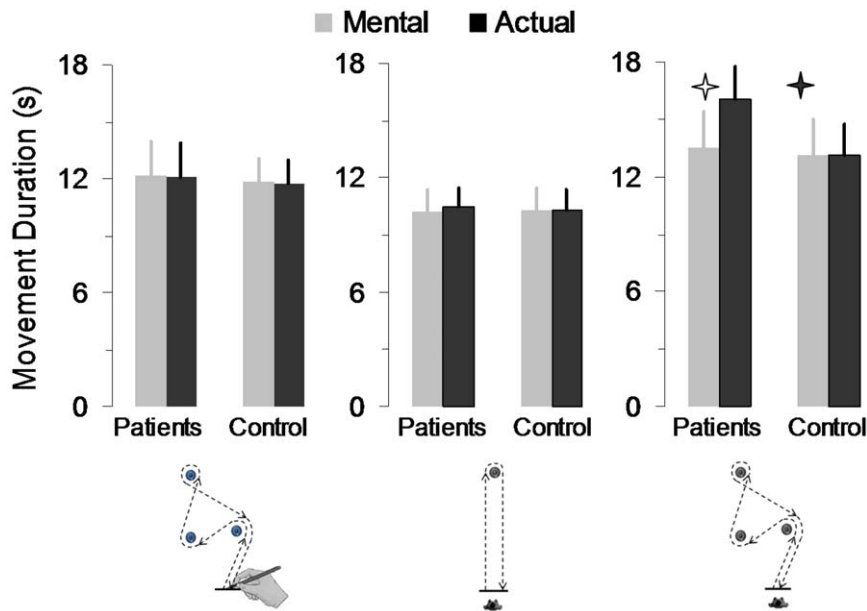 Mental Actual
Movement Duration (s)
18
12
6
0
Patients Control
18
12
6
0
Patients Control
18
12
6
0
Patients Control